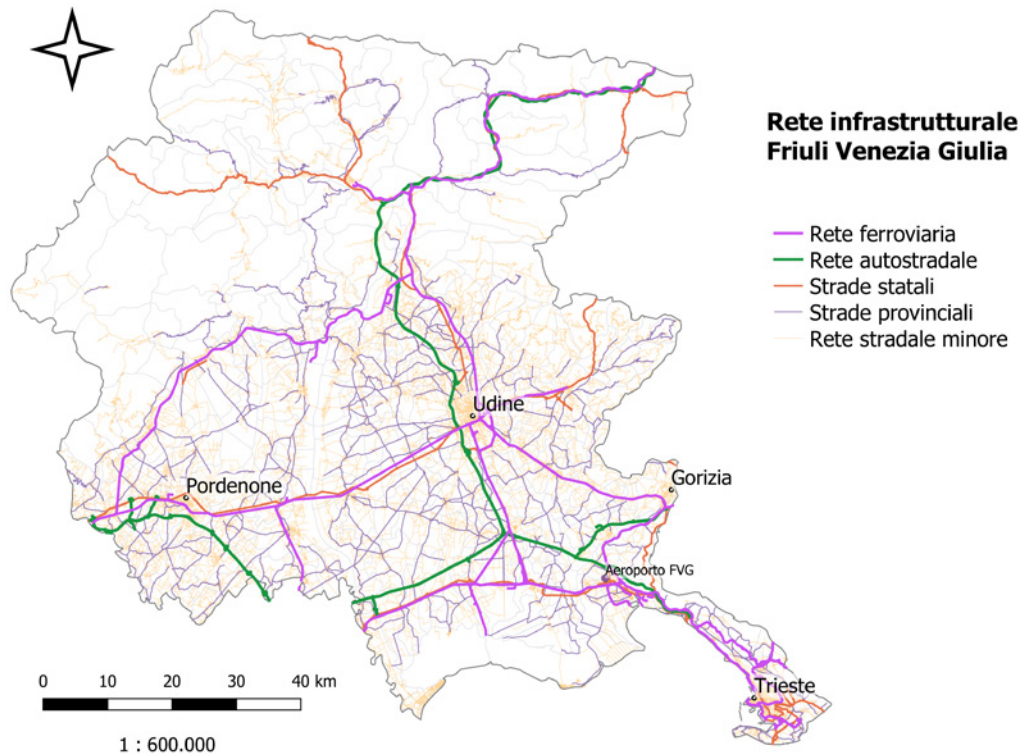 Rete infrastrutturale
Friuli Venezia Giulia
Rete ferroviaria
Rete autostradale
Strade statali
Strade provinciali
Rete stradale minore
Udine
Pordenone
Gorizia
Aeroporto FVG
Trieste
0 10 20 30 40 km
1 : 600.000